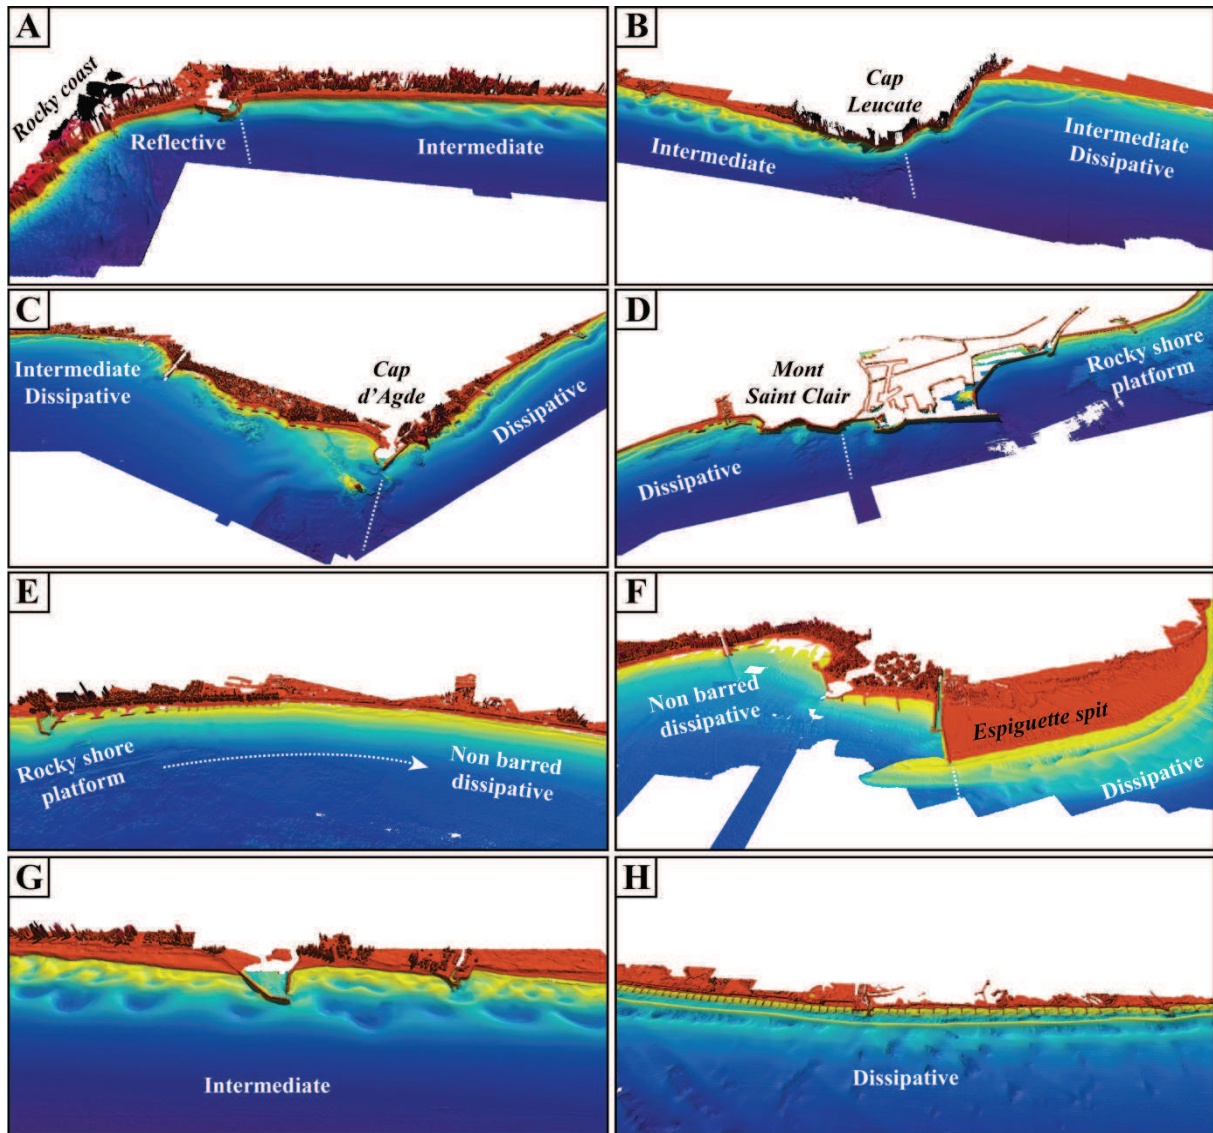 A
Rocky coast
Reflective
Intermediate
B
Cap
Leucate
Intermediate
Intermediate
Dissipative
C
Intermediate
Dissipative
Cap
d'Agde
Dissipative
D
Mont
Saint Clair
Rocky shore
platform
Dissipative
E
Rocky shore
platform
Non barred
dissipative
F
Non barred
dissipative
Espiguette spit
Dissipative
G
Intermediate
H
Dissipative